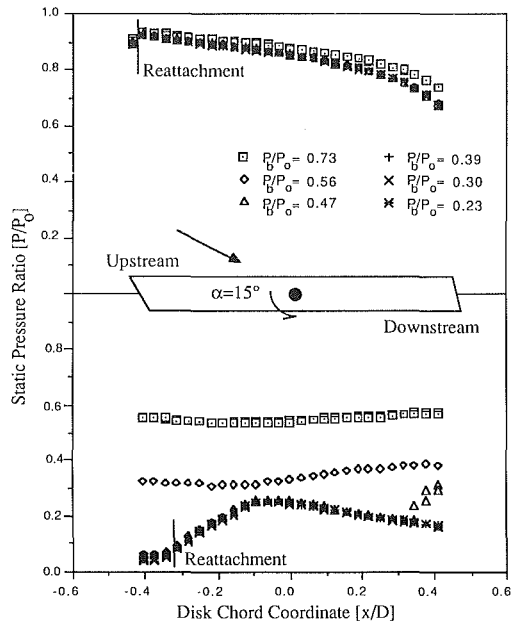 1.0
Reattachment
0.8
P_b/P_o= 0.73
P_b/P_o= 0.39
0.4
P_b/P_o= 0.56
P_b/P_o= 0.30
P_b/P_o= 0.47
P_b/P_o= 0.23
0.2
Static Pressure Ratio [P/P_o]
Upstream
0.0
α=15°
Downstream
0.6
0.4
0.2
Reattachment
0.0
-0.6
-0.4
-0.2
0.0
0.2
0.4
0.6
Disk Chord Coordinate [x/D]